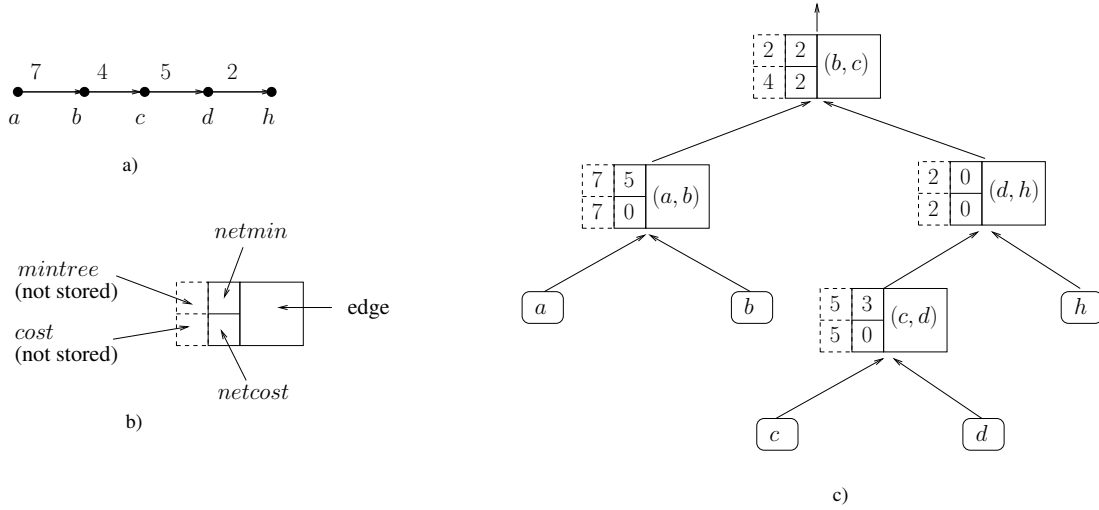 7 4 5 2
a b c d h
a)
netmin
mintree
(not stored)
cost
(not stored)
edge
netcost
b)
2 2 (b, c)
4 2
7 5 (a, b)
7 0
2 0 (d, h)
2 0
a b h
5 3 (c, d)
5 0
c d
c)